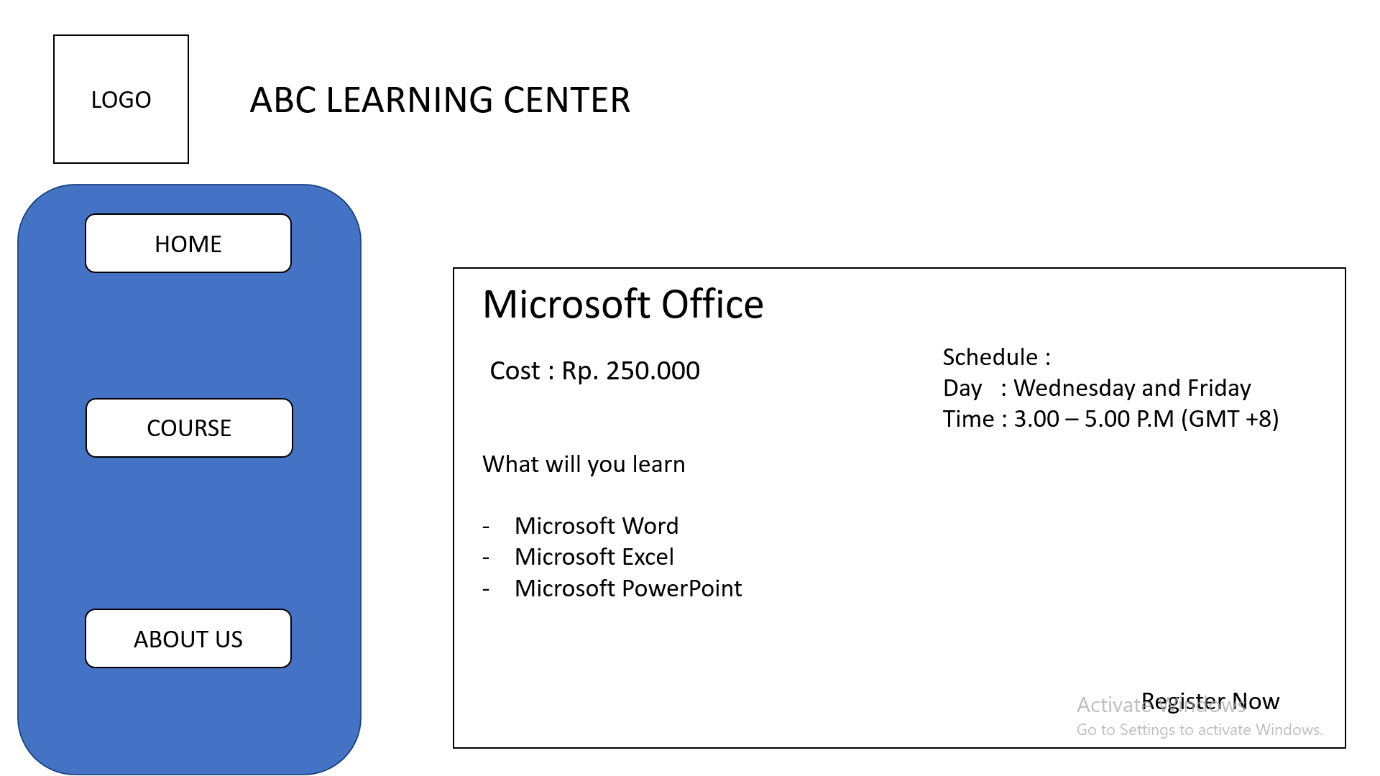 LOGO
ABC LEARNING CENTER
HOME
COURSE
ABOUT US
Microsoft Office
Cost : Rp. 250.000
Schedule :
Day : Wednesday and Friday
Time : 3.00 – 5.00 P.M (GMT +8)
What will you learn
- Microsoft Word
- Microsoft Excel
- Microsoft PowerPoint
Register Now
Activate Windows
Go to Settings to activate Windows.